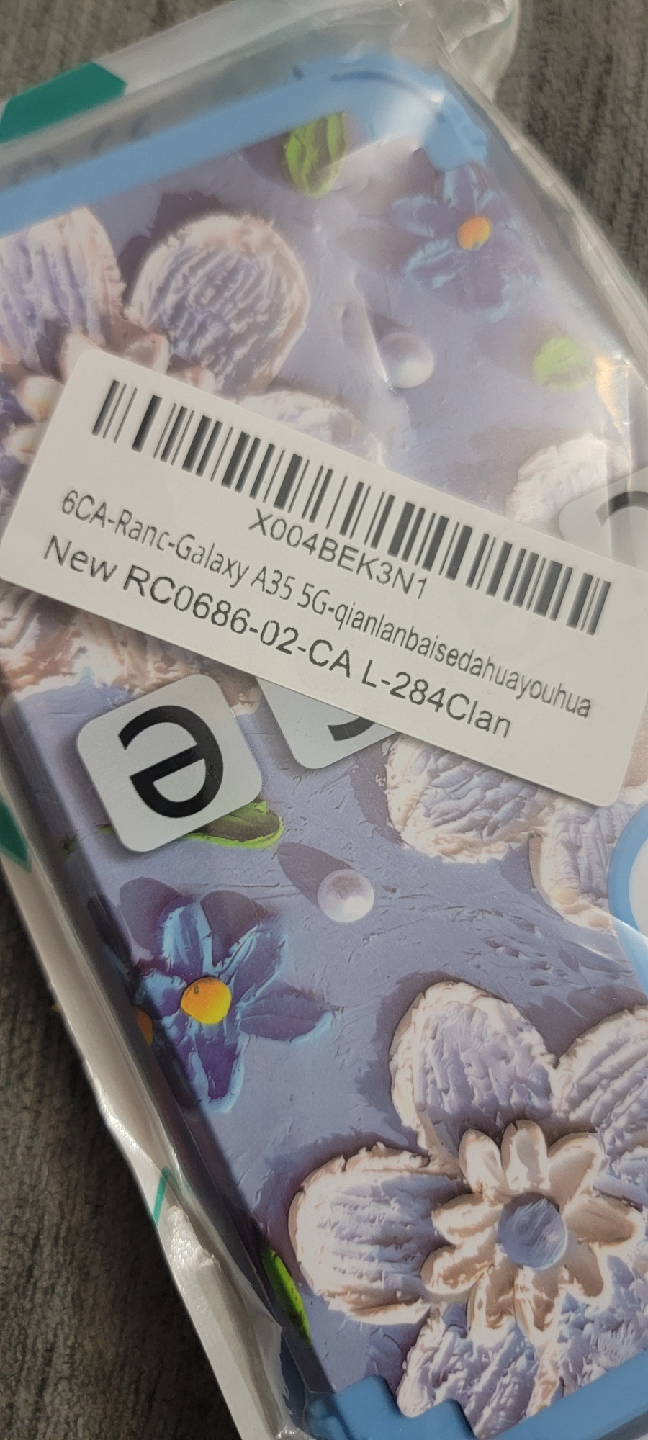 X004BEK3N1
6CA-Ranc-Galaxy A35 5G-qianlanbaisedahuayouhua
New RC0686-02-CA L-284Clan